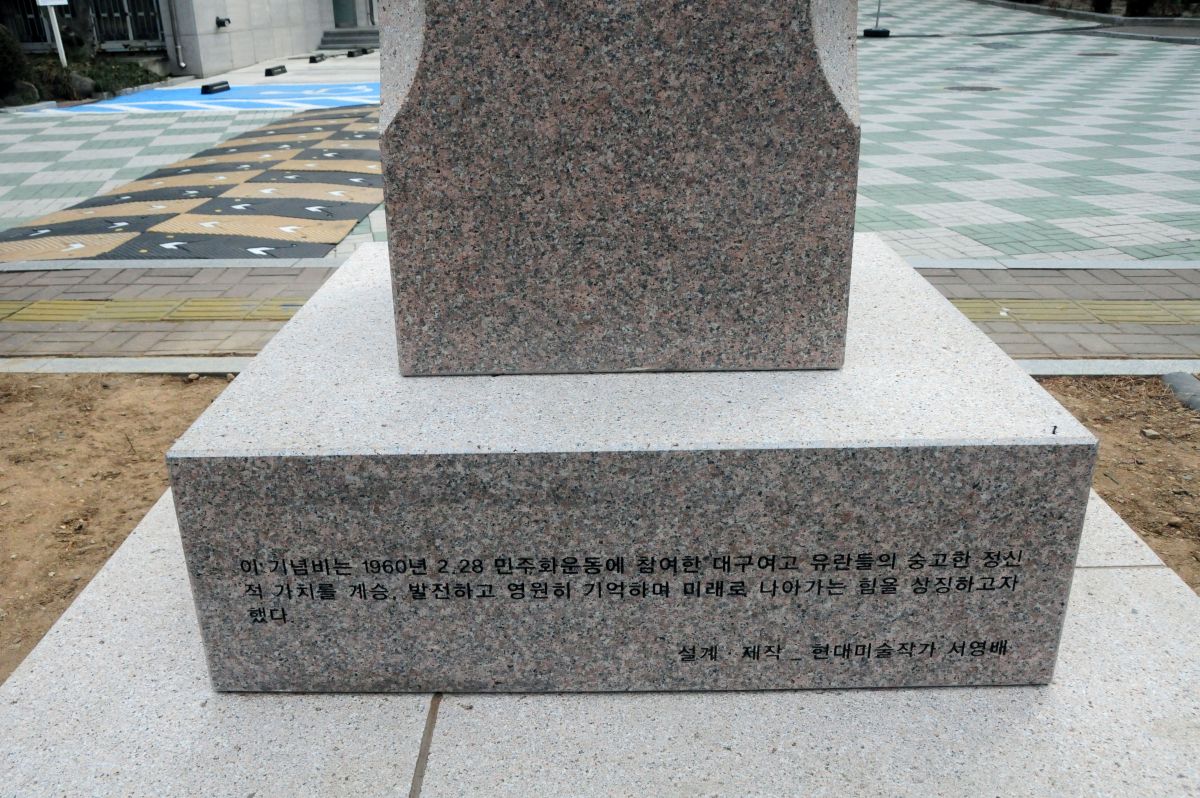 이 기념비는 1960년 2.28 민주화운동에 참여한 대구여고 유란들의 숭고한 정신
적 가치를 계승, 발전하고 영원히 기억하며 미래로 나아가는 힘을 상징하고자
했다.
설계 · 제작 _ 현대미술작가 서영배